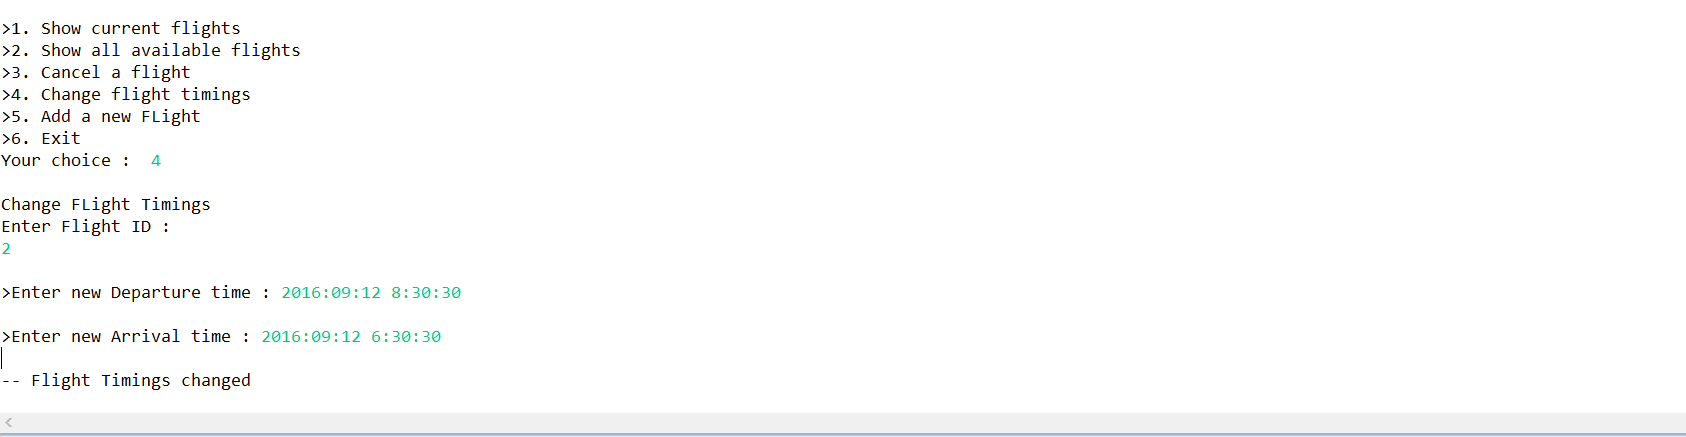 >1. Show current flights
>2. Show all available flights
>3. Cancel a flight
>4. Change flight timings
>5. Add a new FLight
>6. Exit
Your choice :  4
Change FLight Timings
Enter Flight ID :
2
>Enter new Departure time : 2016:09:12 8:30:30
>Enter new Arrival time : 2016:09:12 6:30:30
-- Flight Timings changed